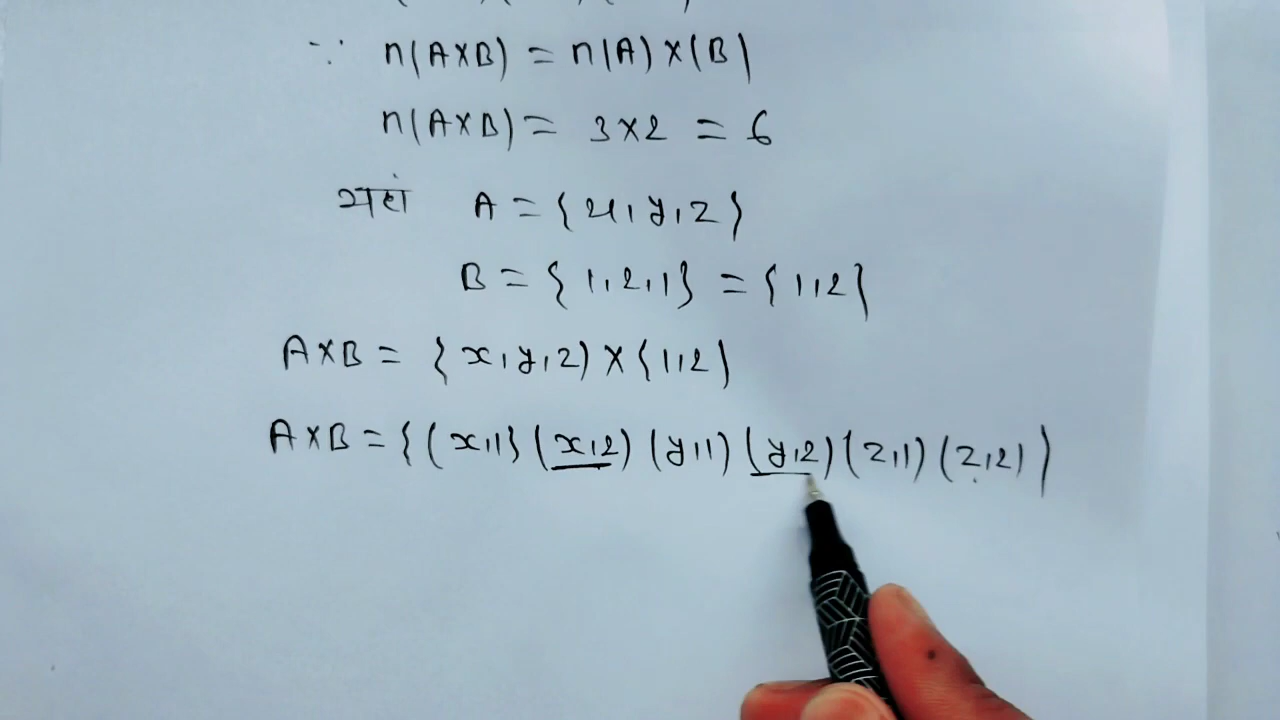 ∵ n(A×B) = n(A)×(B)
n(A×B) = 3×2 = 6
यहां A = {x, y, z}
B = {1, 2, 1} = {1, 2}
A×B = {x, y, z) × {1, 2}
A×B = {(x, 1} (x, 2) (y, 1) (y, 2) (z, 1) (z, 2)}